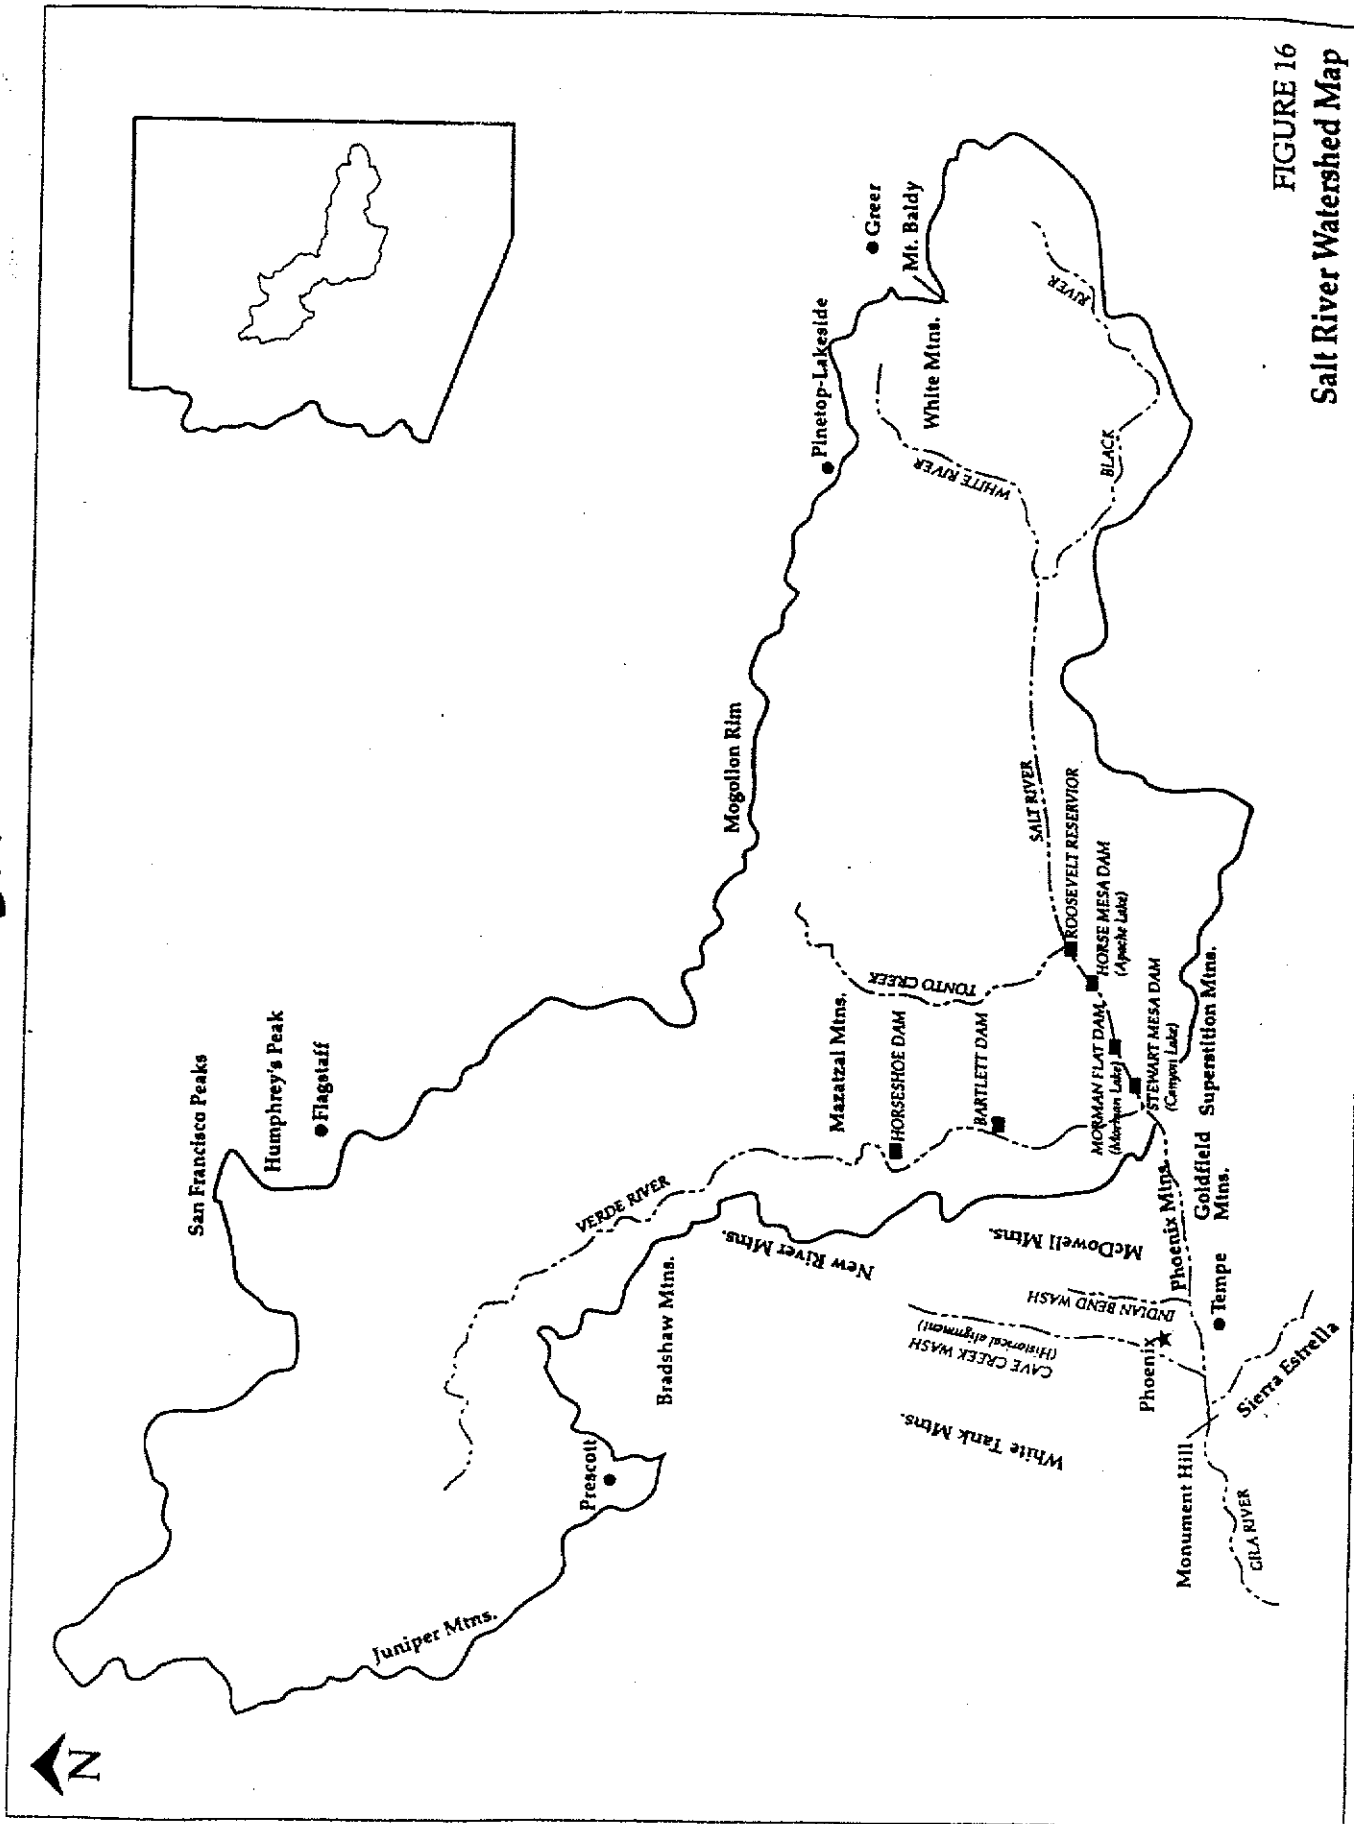 N
San Francisco Peaks
Humphrey's Peak
Flagstaff
Juniper Mtns.
Prescott
VERDE RIVER
Bradshaw Mtns.
New River Mtns.
Mogollon Rim
Pinetop-Lakeside
Greer
Mt. Baldy
White Mtns.
WHITE RIVER
BLACK
RIVER
Mazatzal Mtns.
TONTO CREEK
HORSESHOE DAM
BARTLETT DAM
SALT RIVER
ROOSEVELT RESERVIOR
HORSE MESA DAM
(Apache Lake)
MORMAN FLAT DAM
(Morman Lake)
STEWART MESA DAM
(Canyon Lake)
Superstition Mtns.
Goldfield
Mtns.
McDowell Mtns.
Phoenix Mtns.
INDIAN BEND WASH
CAVE CREEK WASH
(Historical alignment)
White Tank Mtns.
Phoenix
Tempe
Monument Hill
Sierra Estrella
GILA RIVER
FIGURE 16
Salt River Watershed Map